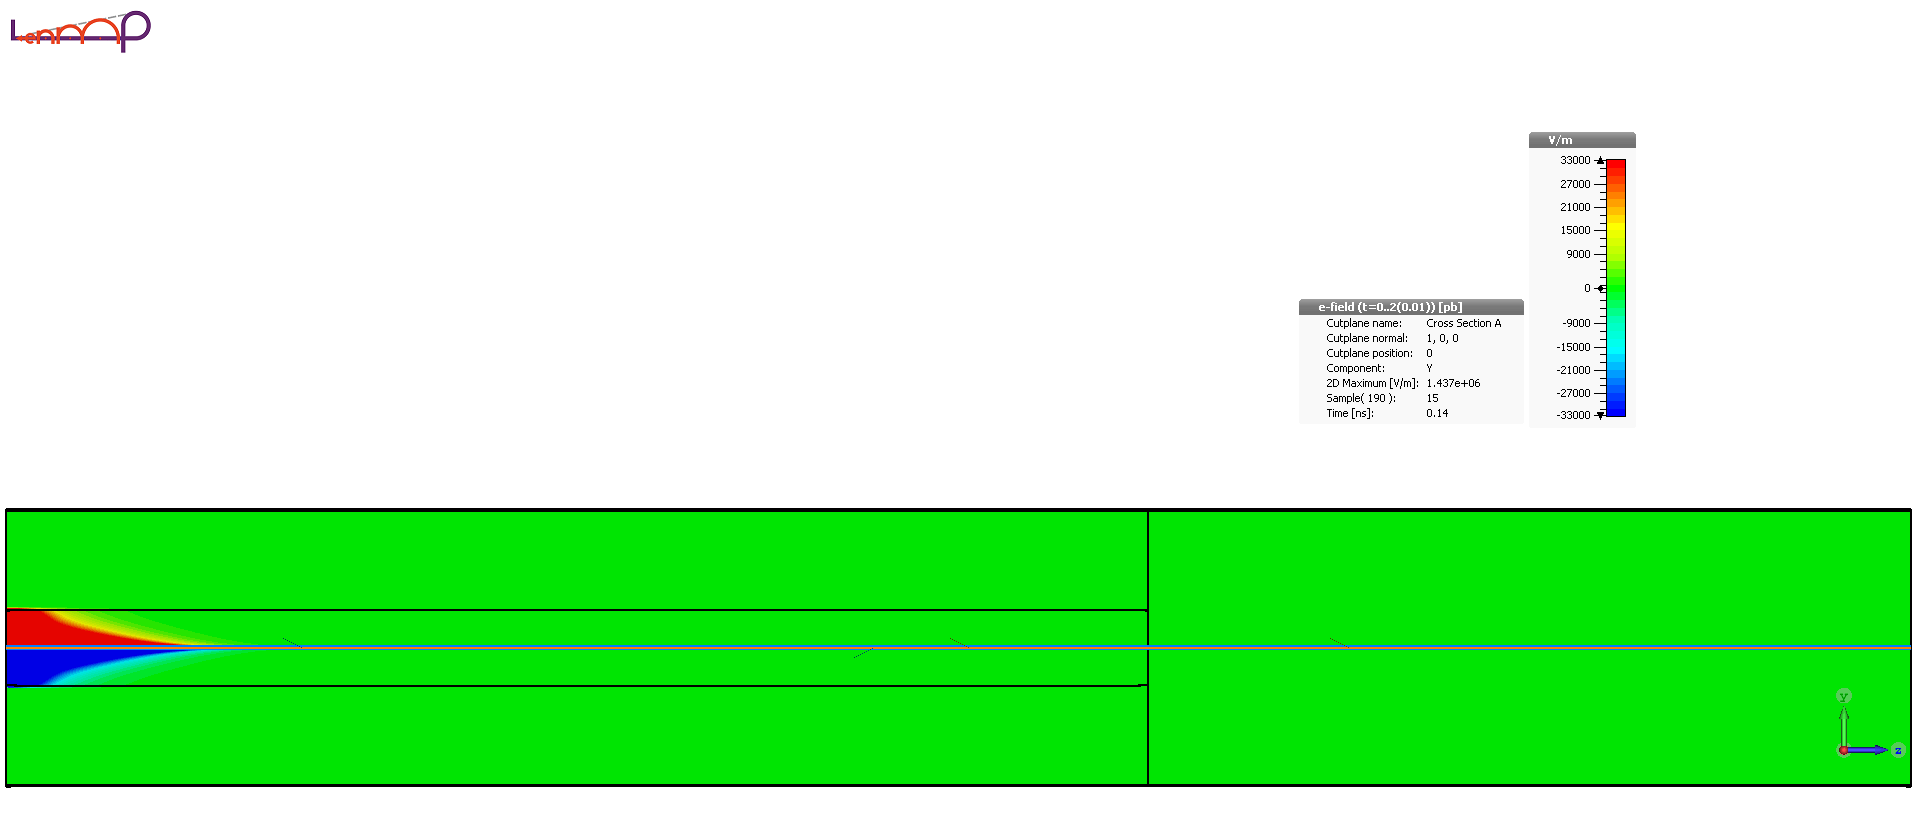 LenmoP
V/m
33000
27000
21000
15000
9000
0
-9000
-15000
-21000
-27000
-33000
e-field (t=0..2(0.01)) [pb]
Cutplane name: Cross Section A
Cutplane normal: 1, 0, 0
Cutplane position: 0
Component: Y
2D Maximum [V/m]: 1.437e+06
Sample( 190 ): 15
Time [ns]: 0.14
y
z